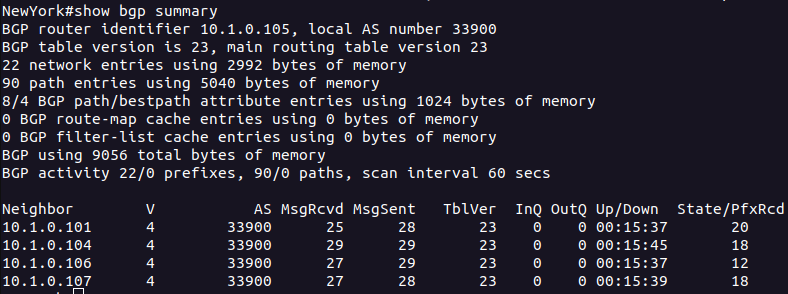 NewYork#show bgp summary
BGP router identifier 10.1.0.105, local AS number 33900
BGP table version is 23, main routing table version 23
22 network entries using 2992 bytes of memory
90 path entries using 5040 bytes of memory
8/4 BGP path/bestpath attribute entries using 1024 bytes of memory
0 BGP route-map cache entries using 0 bytes of memory
0 BGP filter-list cache entries using 0 bytes of memory
BGP using 9056 total bytes of memory
BGP activity 22/0 prefixes, 90/0 paths, scan interval 60 secs

Neighbor        V           AS MsgRcvd MsgSent   TblVer  InQ OutQ Up/Down  State/PfxRcd
10.1.0.101      4        33900      25      28       23    0    0 00:15:37       20
10.1.0.104      4        33900      29      29       23    0    0 00:15:45       18
10.1.0.106      4        33900      27      29       23    0    0 00:15:37       12
10.1.0.107      4        33900      27      28       23    0    0 00:15:39       18